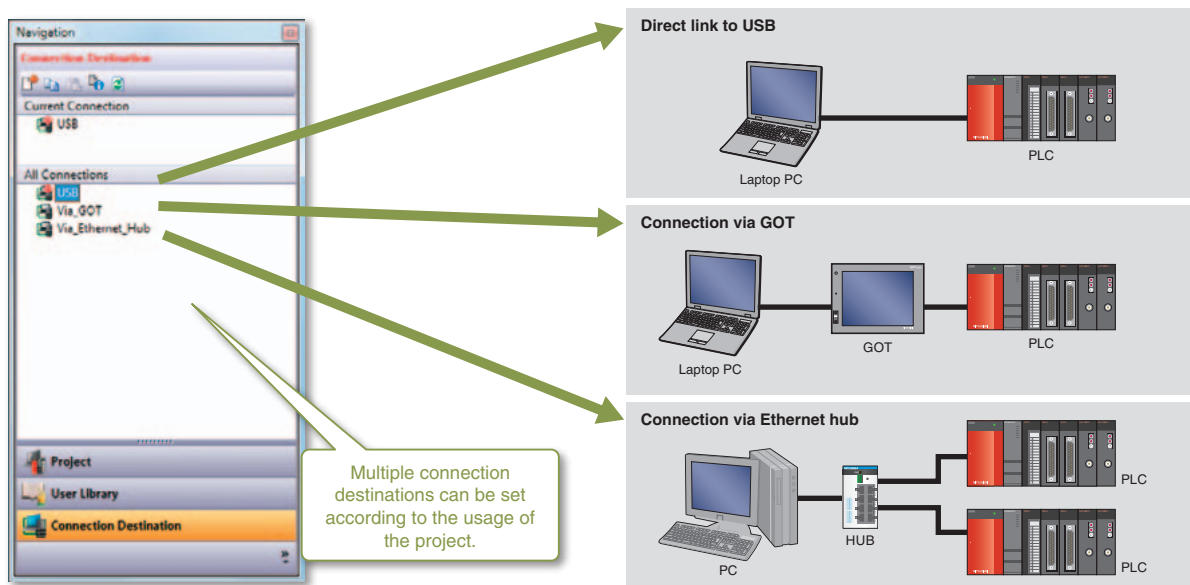 Navigation
Connection Destination
Current Connection
USB
All Connections
USB
Via_GOT
Via_Ethernet_Hub
Project
User Library
Connection Destination
Multiple connection
destinations can be set
according to the usage of
the project.
Direct link to USB
Laptop PC
PLC
Connection via GOT
Laptop PC
GOT
PLC
Connection via Ethernet hub
PC
HUB
PLC
PLC